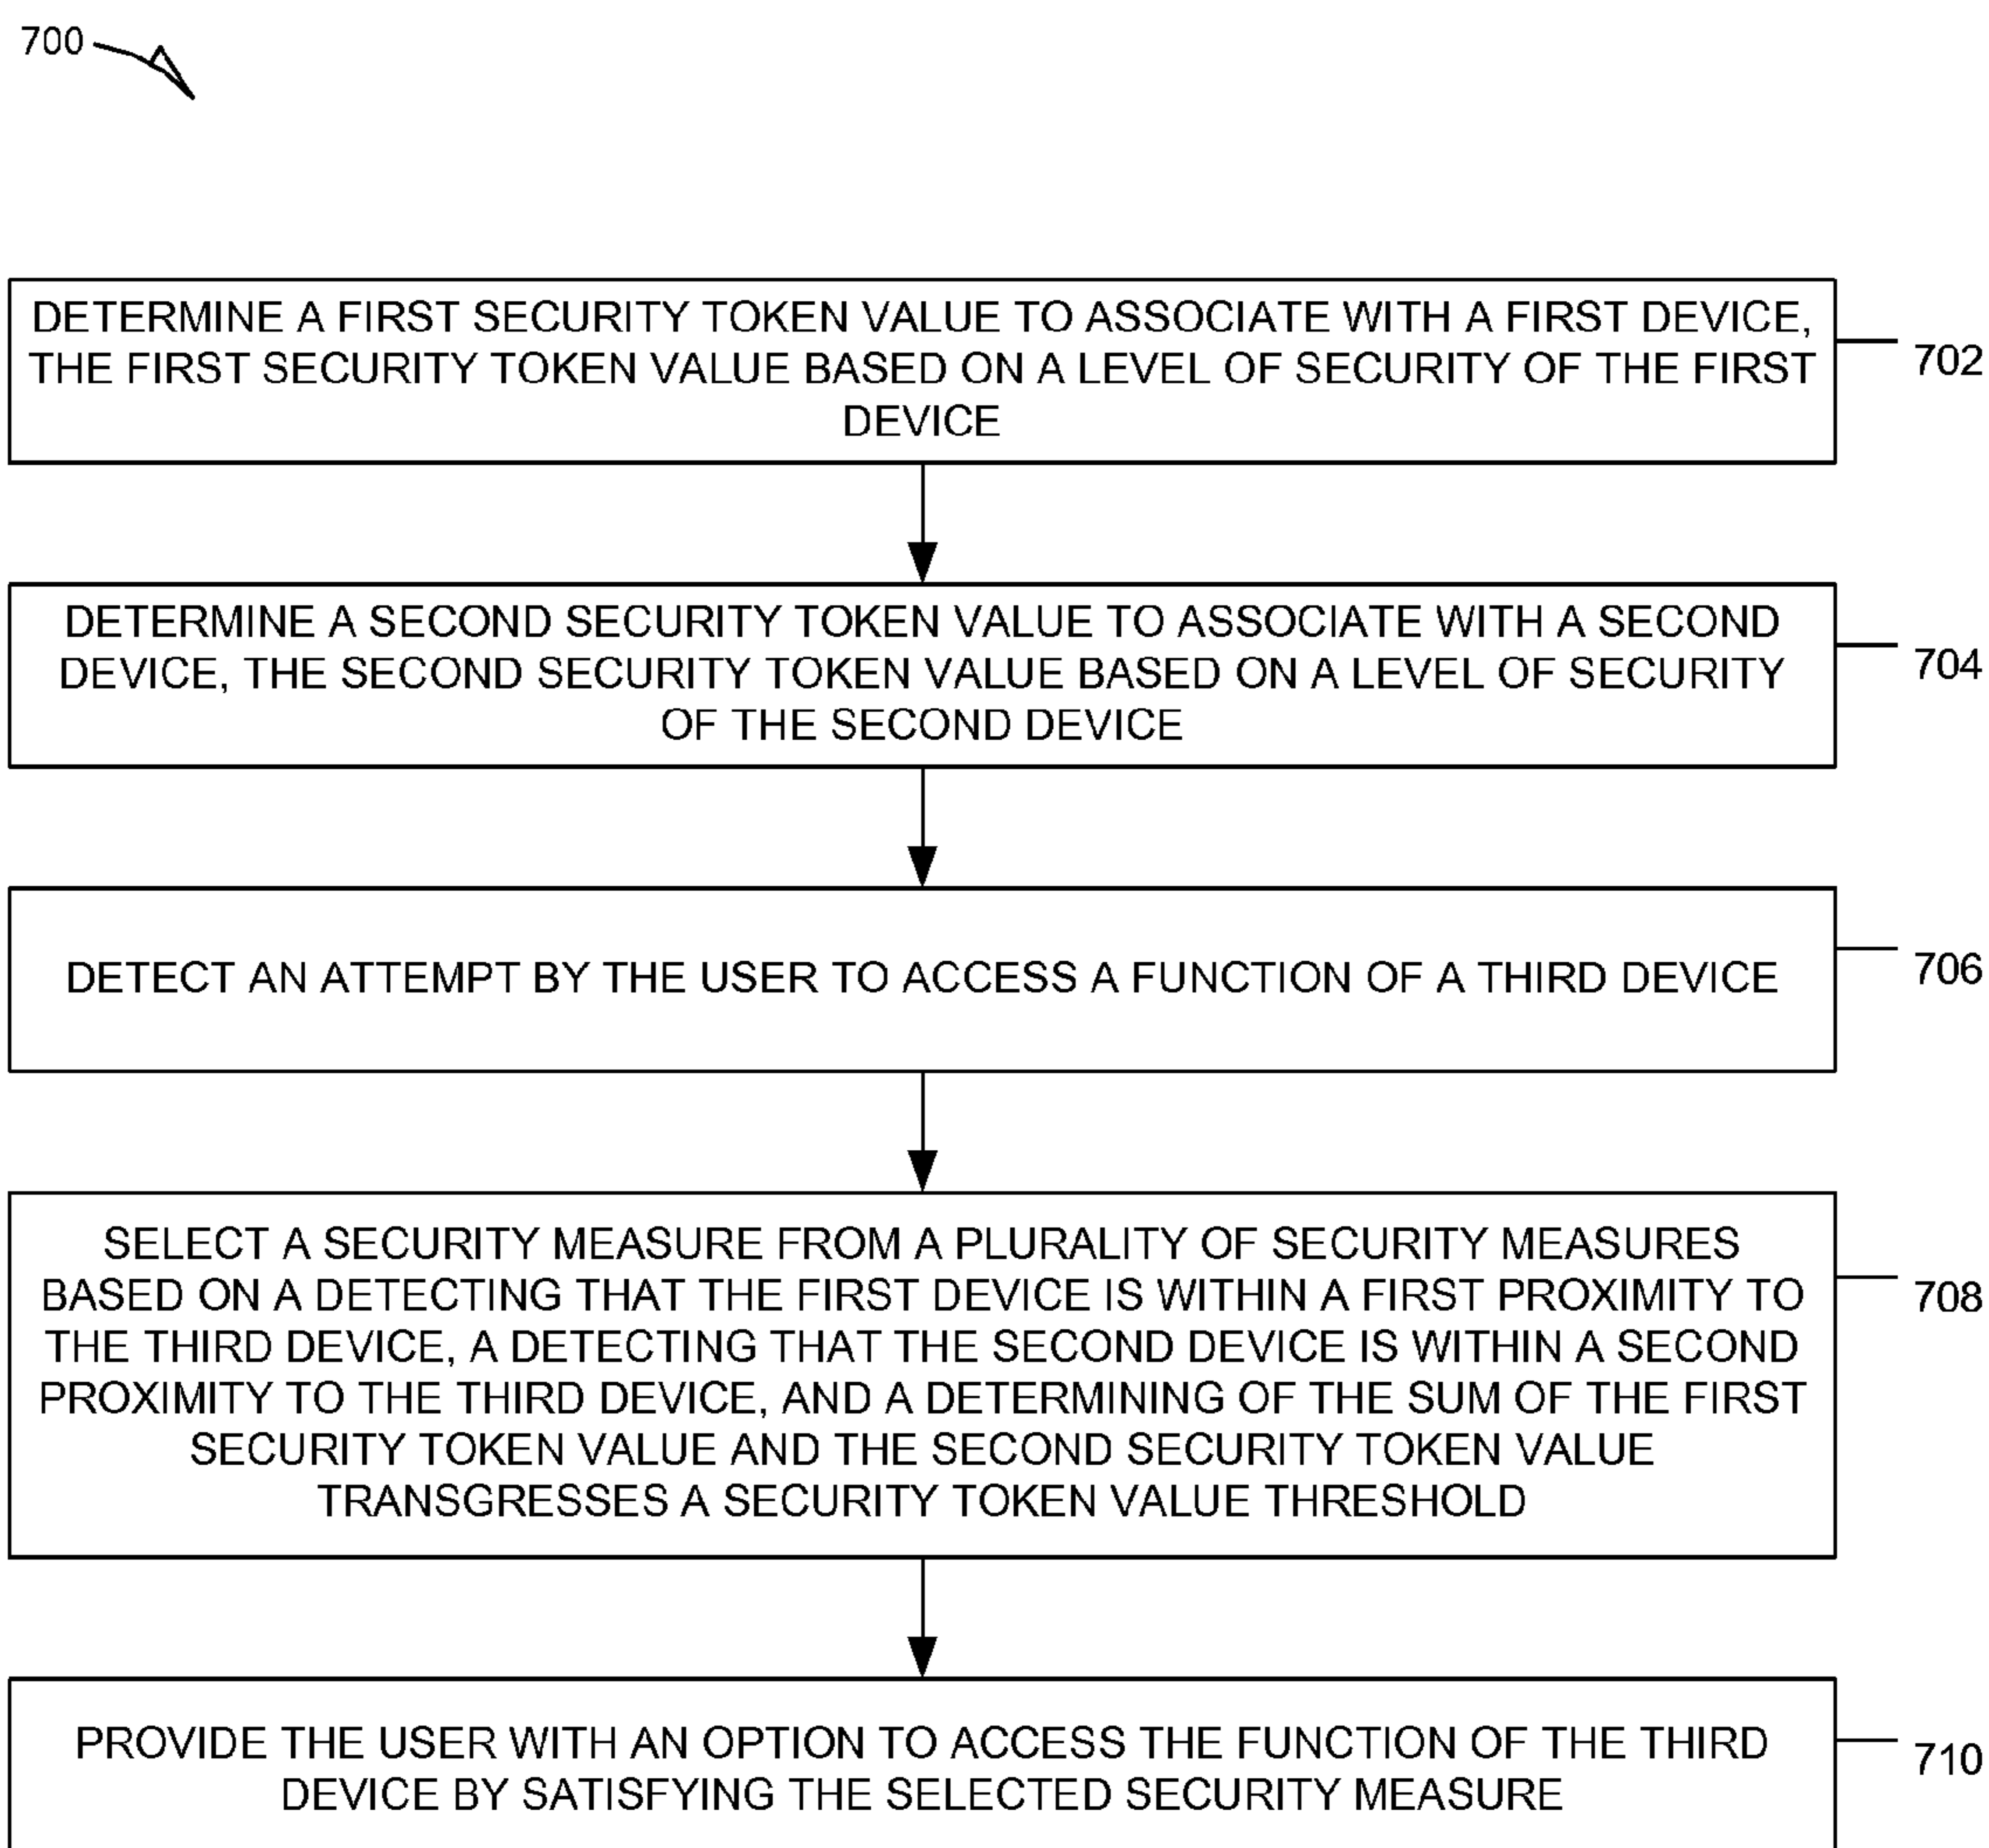 700
DETERMINE A FIRST SECURITY TOKEN VALUE TO ASSOCIATE WITH A FIRST DEVICE,
THE FIRST SECURITY TOKEN VALUE BASED ON A LEVEL OF SECURITY OF THE FIRST
DEVICE
702
DETERMINE A SECOND SECURITY TOKEN VALUE TO ASSOCIATE WITH A SECOND
DEVICE, THE SECOND SECURITY TOKEN VALUE BASED ON A LEVEL OF SECURITY
OF THE SECOND DEVICE
704
DETECT AN ATTEMPT BY THE USER TO ACCESS A FUNCTION OF A THIRD DEVICE
706
SELECT A SECURITY MEASURE FROM A PLURALITY OF SECURITY MEASURES
BASED ON A DETECTING THAT THE FIRST DEVICE IS WITHIN A FIRST PROXIMITY TO
THE THIRD DEVICE, A DETECTING THAT THE SECOND DEVICE IS WITHIN A SECOND
PROXIMITY TO THE THIRD DEVICE, AND A DETERMINING OF THE SUM OF THE FIRST
SECURITY TOKEN VALUE AND THE SECOND SECURITY TOKEN VALUE
TRANSGRESSES A SECURITY TOKEN VALUE THRESHOLD
708
PROVIDE THE USER WITH AN OPTION TO ACCESS THE FUNCTION OF THE THIRD
DEVICE BY SATISFYING THE SELECTED SECURITY MEASURE
710